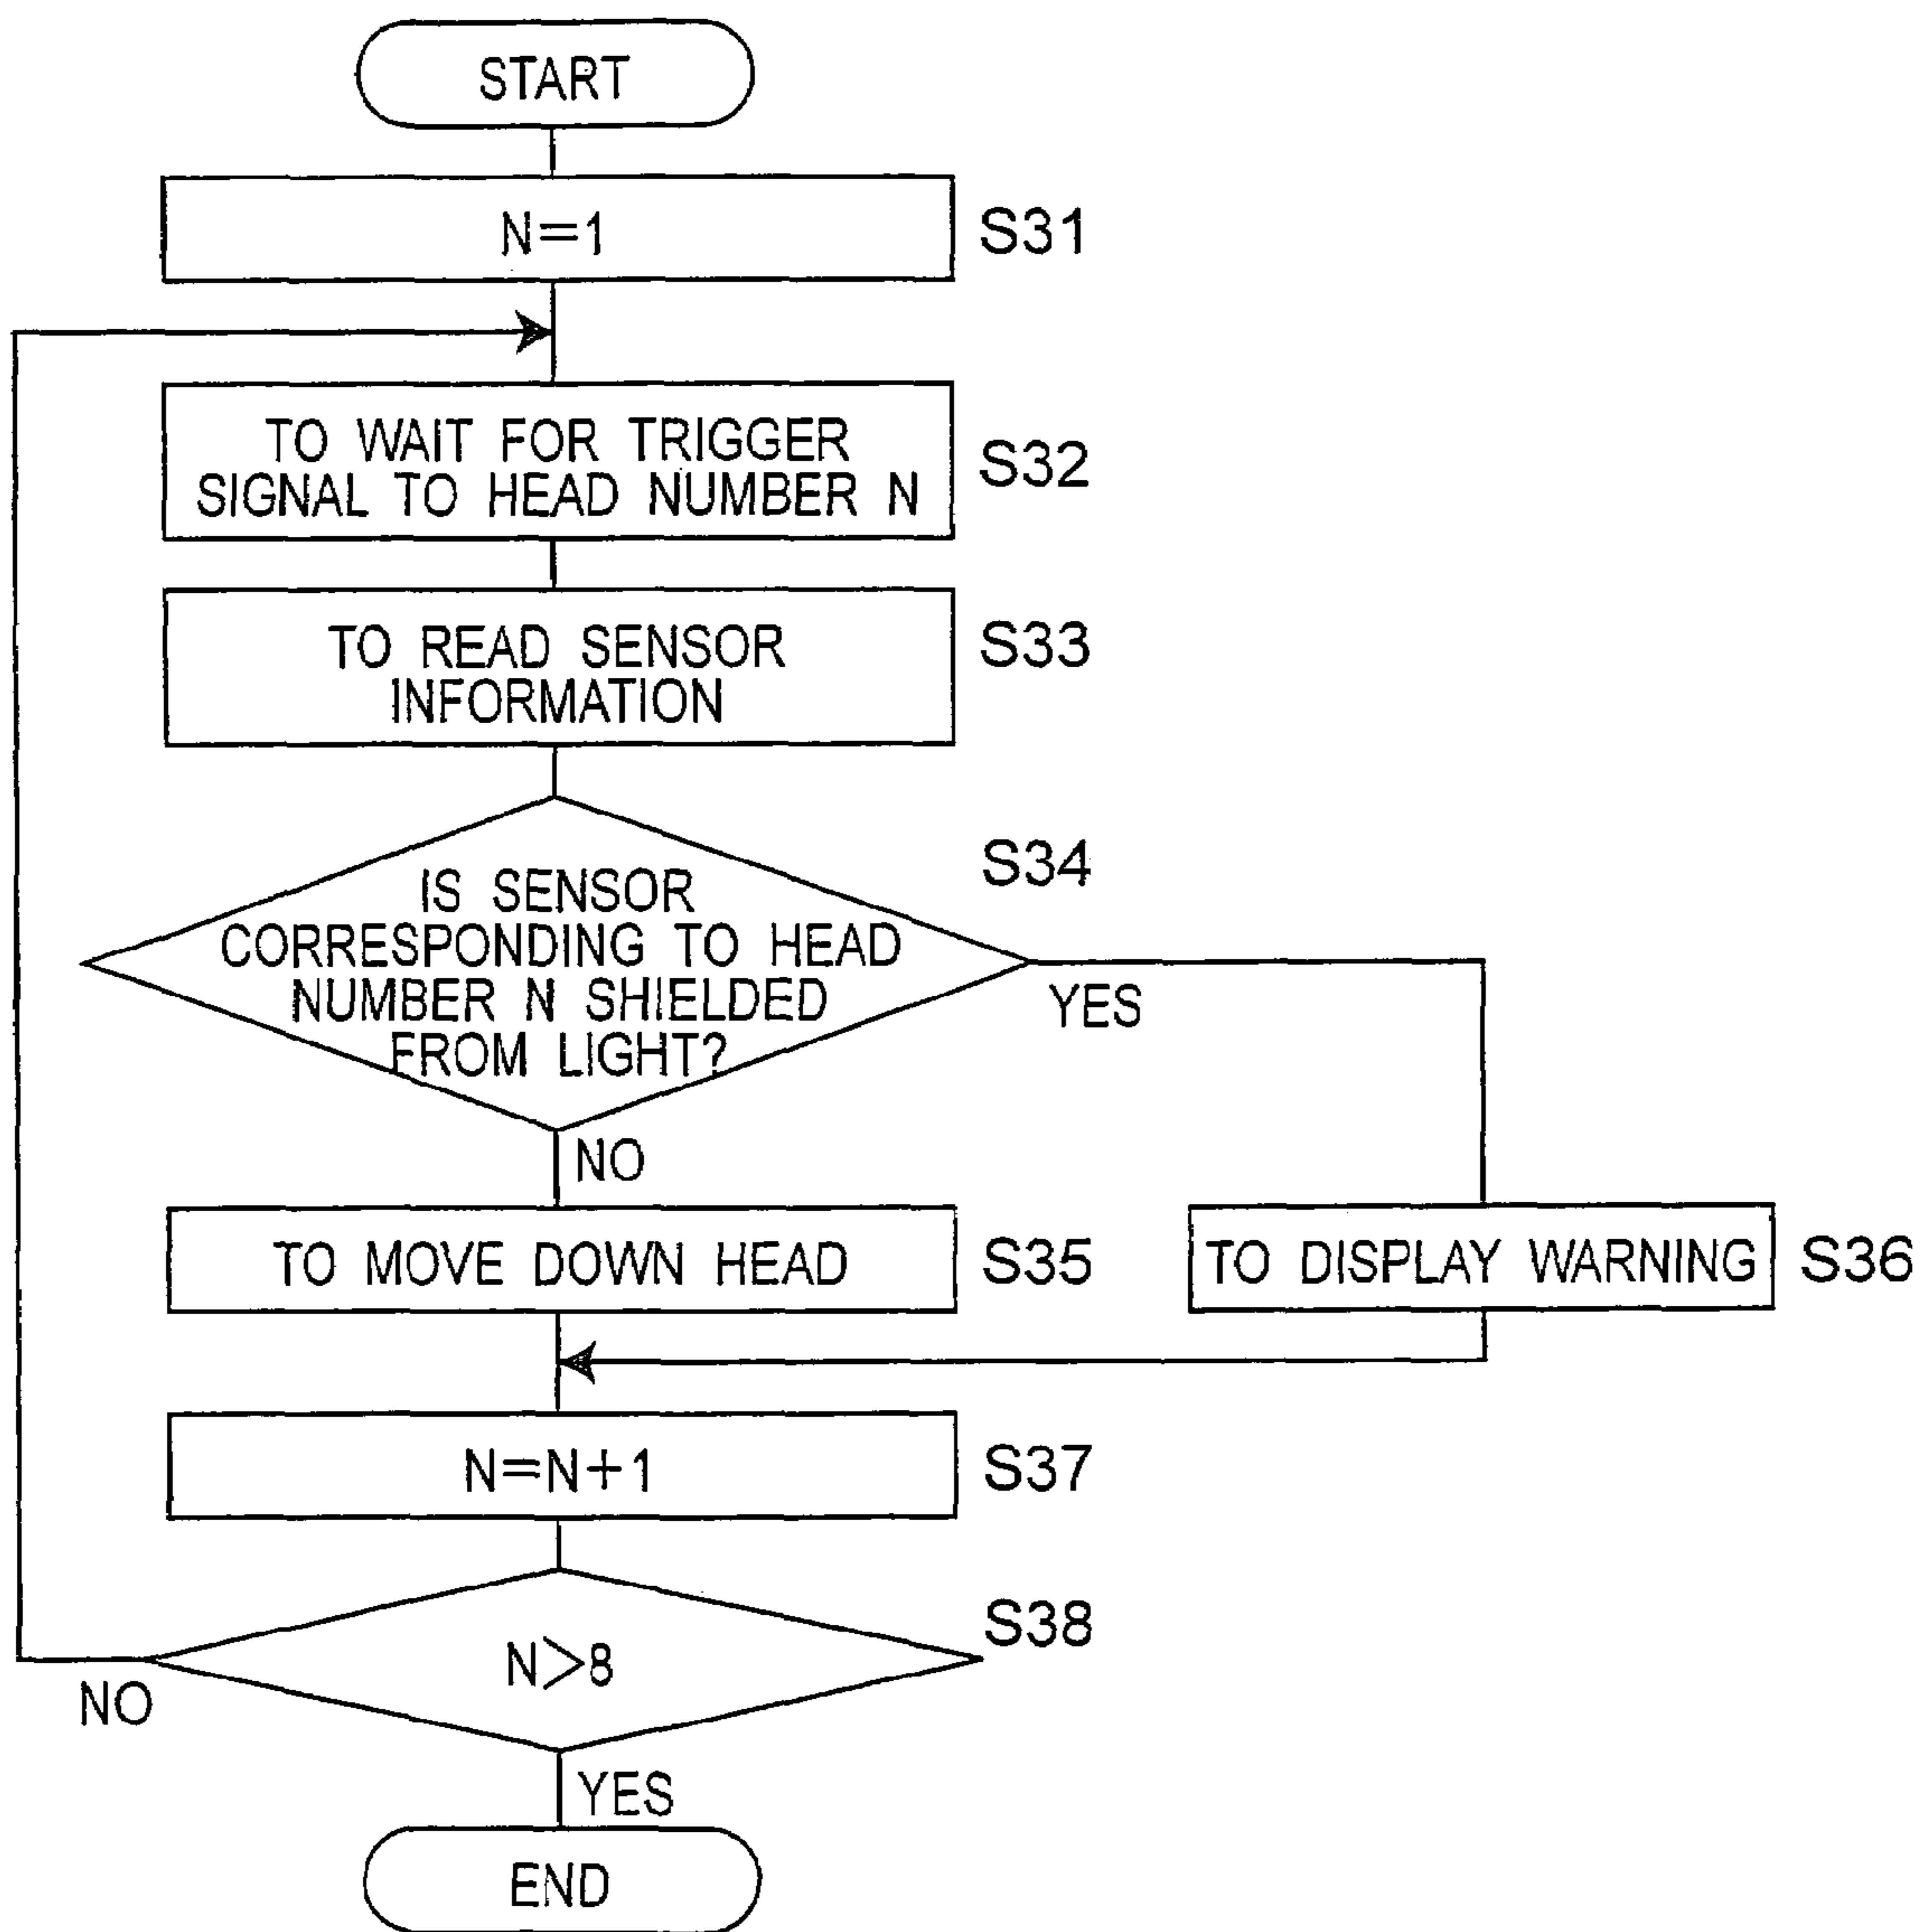 START
N=1
S31
TO WAIT FOR TRIGGER
SIGNAL TO HEAD NUMBER N
S32
TO READ SENSOR
INFORMATION
S33
IS SENSOR
CORRESPONDING TO HEAD
NUMBER N SHIELDED
FROM LIGHT?
S34
YES
NO
TO MOVE DOWN HEAD
S35
TO DISPLAY WARNING
S36
N=N+1
S37
N>8
S38
NO
YES
END